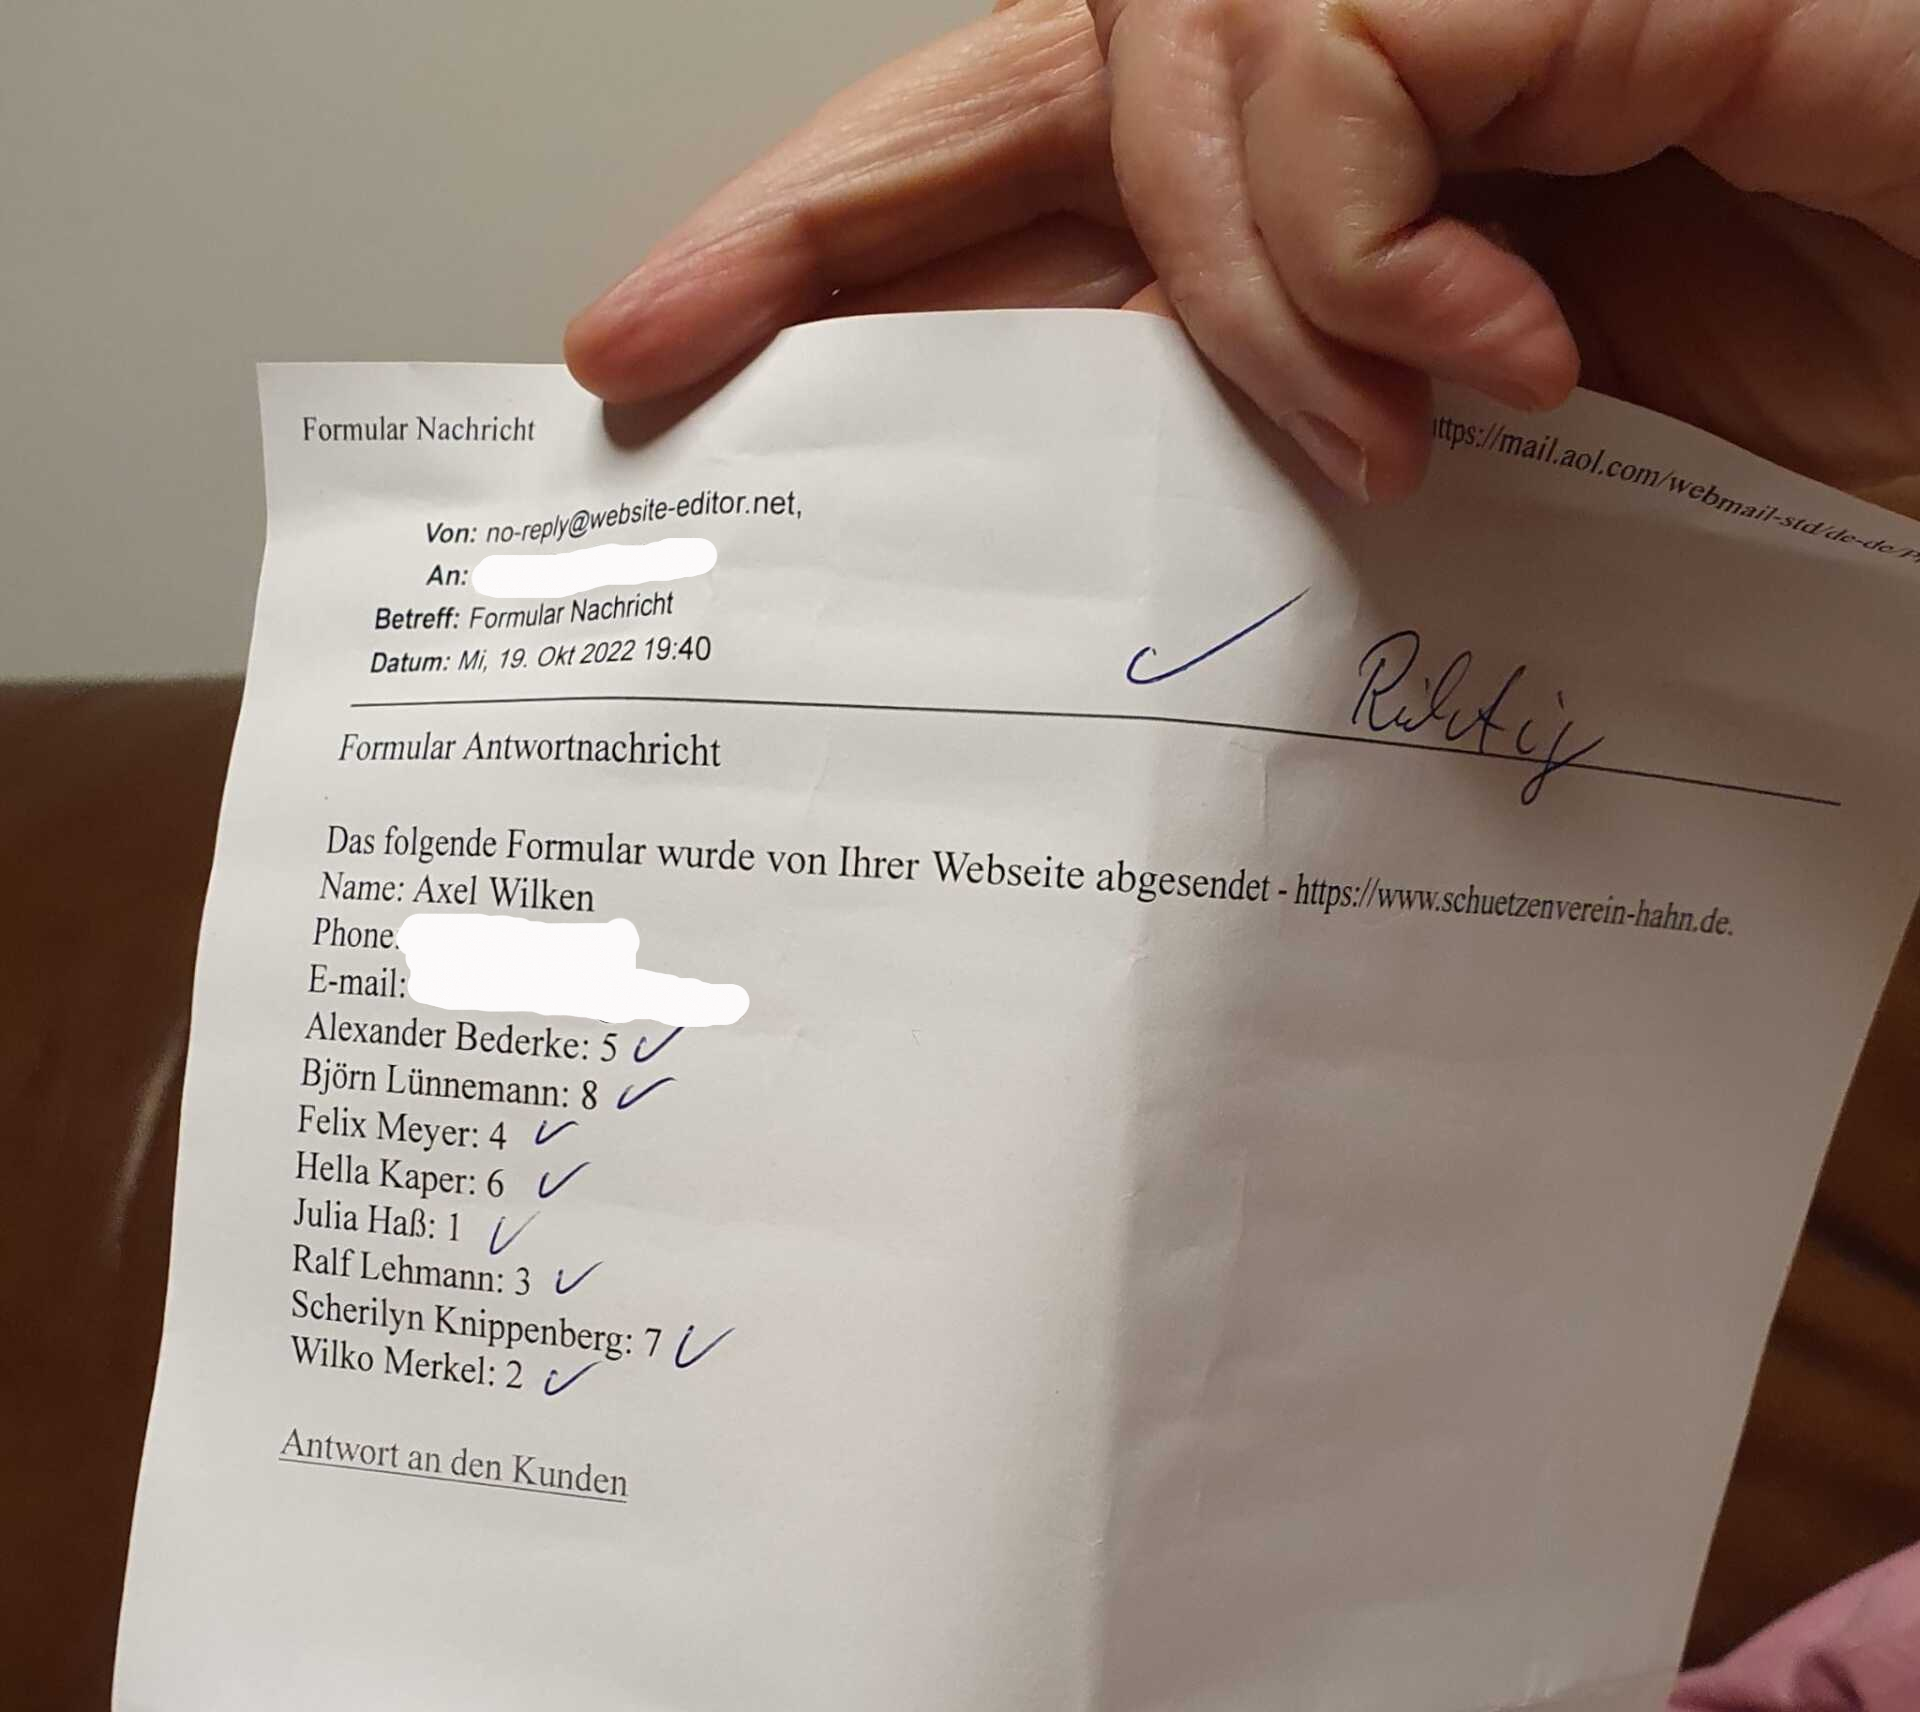 Formular Nachricht
ttps://mail.aol.com/webmail-std/de-de/P
Von: no-reply@website-editor.net,
An:
Betreff: Formular Nachricht
Datum: Mi, 19. Okt 2022 19:40
Richtig
Formular Antwortnachricht
Das folgende Formular wurde von Ihrer Webseite abgesendet - https://www.schuetzenverein-hahn.de.
Name: Axel Wilken
Phone:
E-mail:
Alexander Bederke: 5 ✓
Björn Lünnemann: 8 ✓
Felix Meyer: 4 ✓
Hella Kaper: 6 ✓
Julia Haß: 1 ✓
Ralf Lehmann: 3 ✓
Scherilyn Knippenberg: 7 ✓
Wilko Merkel: 2 ✓
Antwort an den Kunden